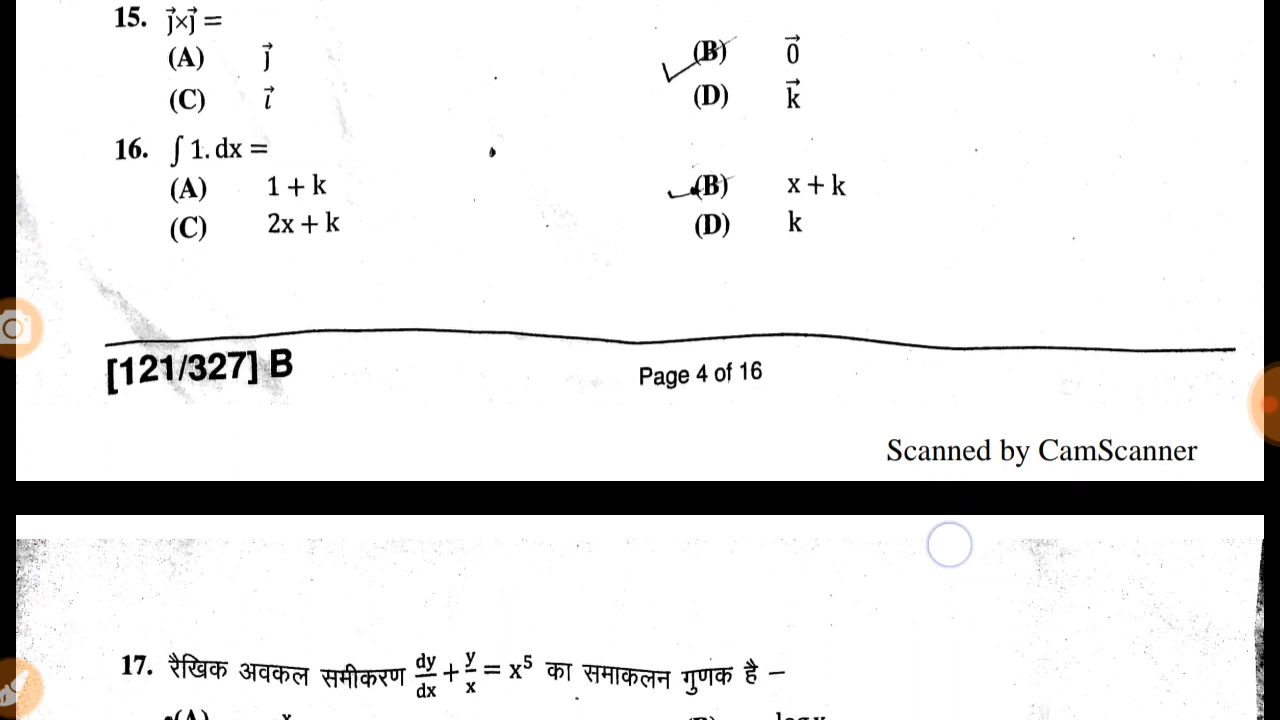 15. j⃗×j⃗ =
(A) j⃗ (B) 0⃗
(C) i⃗ (D) k⃗
16. ∫ 1. dx =
(A) 1 + k (B) x + k
(C) 2x + k (D) k
[121/327] B Page 4 of 16
Scanned by CamScanner
17. रैखिक अवकल समीकरण dy/dx + y/x = x⁵ का समाकलन गुणक है –
(A) x